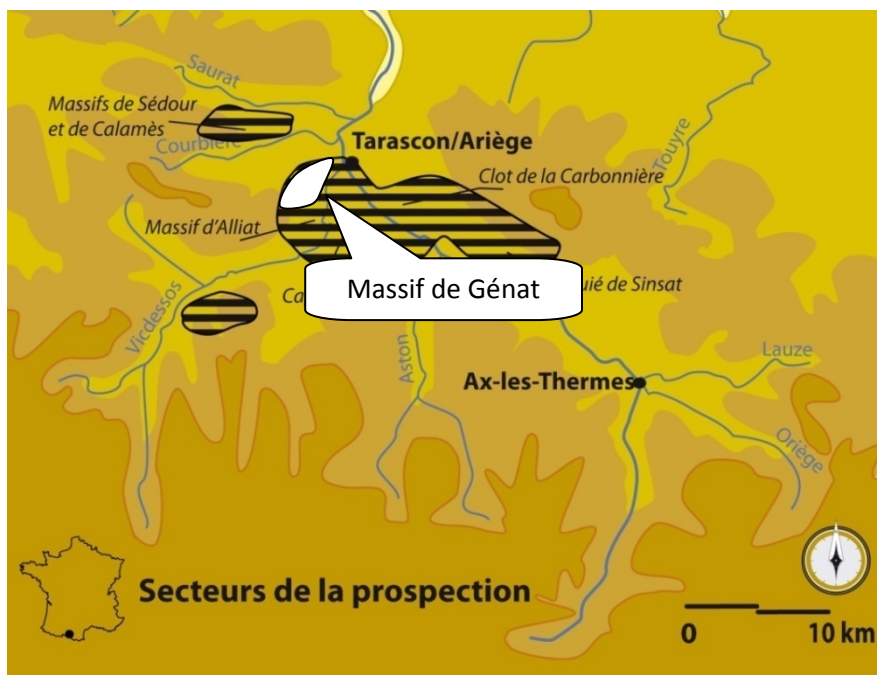 Saurat
Massifs de Sédour
et de Calamès
Courbière
Tarascon/Ariège
Touyre
Clot de la Carbonnière
Massif d'Alliat
Massif de Génat
Ca
uié de Sinsat
Vicdessos
Aston
Lauze
Ax-les-Thermes
Oriège
Secteurs de la prospection
0 10 km